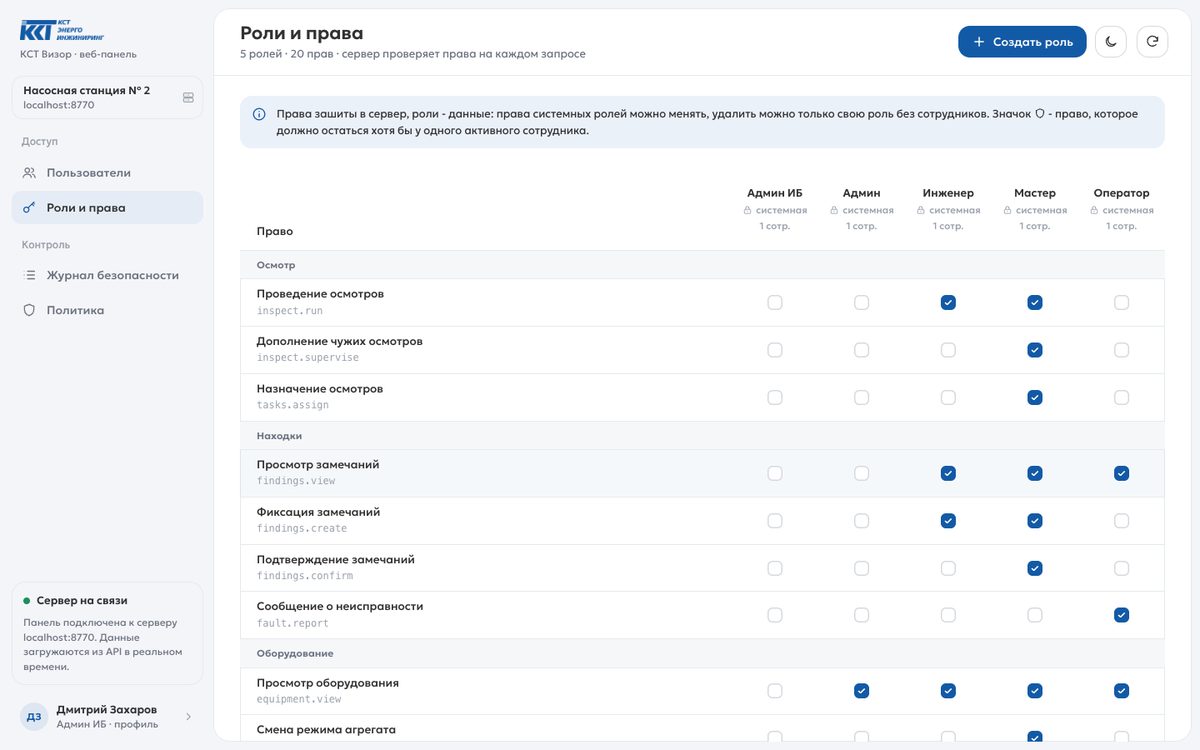 ККТ КСТ
ЭНЕРГО
ИНЖИНИРИНГ
КСТ Визор · веб-панель
Насосная станция № 2
localhost:8770
Доступ
Пользователи
Роли и права
Контроль
Журнал безопасности
Политика
Сервер на связи
Панель подключена к серверу
localhost:8770. Данные
загружаются из API в реальном
времени.
ДЗ
Дмитрий Захаров
Админ ИБ · профиль
Роли и права
5 ролей · 20 прав · сервер проверяет права на каждом запросе
+ Создать роль
Права зашиты в сервер, роли - данные: права системных ролей можно менять, удалить можно только свою роль без сотрудников. Значок - право, которое
должно остаться хотя бы у одного активного сотрудника.
Право
Админ ИБ Админ Инженер Мастер Оператор
системная системная системная системная системная
1 сотр. 1 сотр. 1 сотр. 1 сотр. 1 сотр.
Осмотр
Проведение осмотров
inspect.run
Дополнение чужих осмотров
inspect.supervise
Назначение осмотров
tasks.assign
Находки
Просмотр замечаний
findings.view
Фиксация замечаний
findings.create
Подтверждение замечаний
findings.confirm
Сообщение о неисправности
fault.report
Оборудование
Просмотр оборудования
equipment.view
Смена режима агрегата